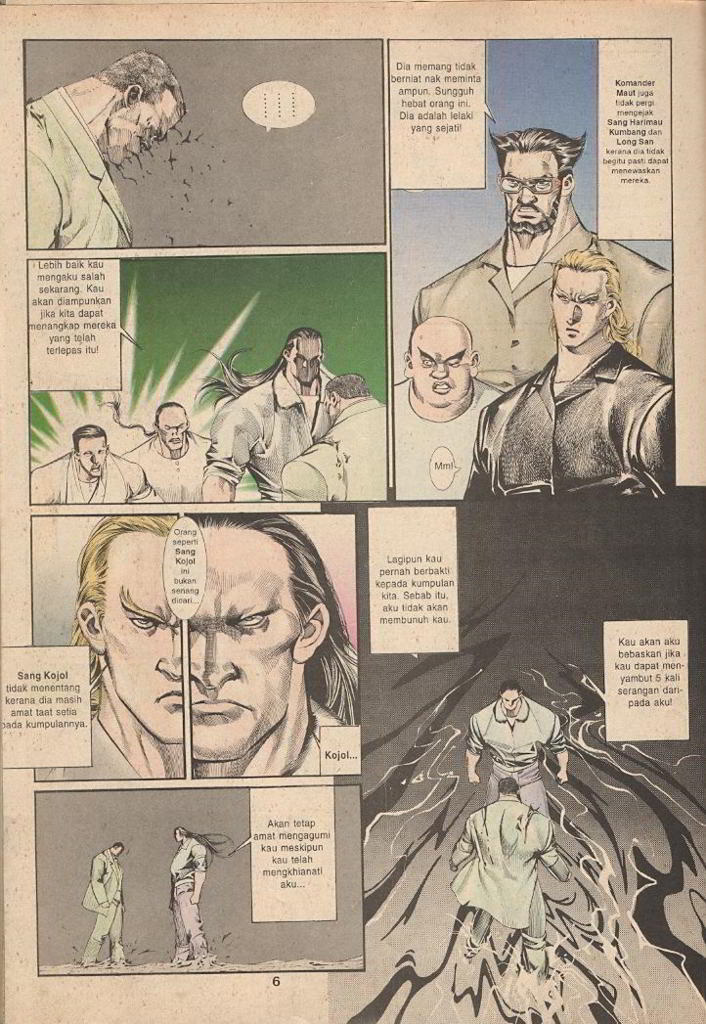 ......
Dia memang tidak
berniat nak meminta
ampun. Sungguh
hebat orang ini.
Dia adalah lelaki
yang sejati!
Komander
Maut juga
tidak pergi
mengejak
Sang Harimau
Kumbang dan
Long San
kerana dia tidak
begitu pasti dapat
menewaskan
mereka.
Lebih baik kau
mengaku salah
sekarang. Kau
akan diampunkan
jika kita dapat
menangkap mereka
yang telah
terlepas itu!
Mm!
Orang
seperti
Sang
Kojol
ini
bukan
senang
dicari...
Sang Kojol
tidak menentang
kerana dia masih
amat taat setia
pada kumpulannya.
Kojol...
Lagipun kau
pernah berbakti
kepada kumpulan
kita. Sebab itu,
aku tidak akan
membunuh kau.
Kau akan aku
bebaskan jika
kau dapat men-
yambut 5 kali
serangan dari-
pada aku!
Akan tetap
amat mengagumi
kau meskipun
kau telah
mengkhianati
aku...
6